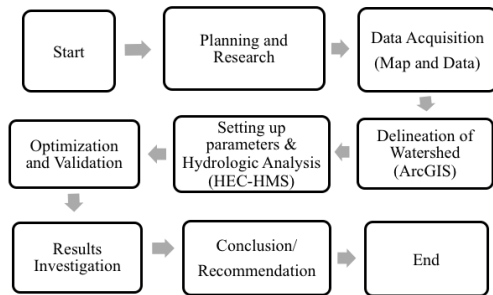 Start
Planning and
Research
Data Acquisition
(Map and Data)
Delineation of
Watershed
(ArcGIS)
Setting up
parameters &
Hydrologic Analysis
(HEC-HMS)
Optimization
and Validation
Results
Investigation
Conclusion/
Recommendation
End